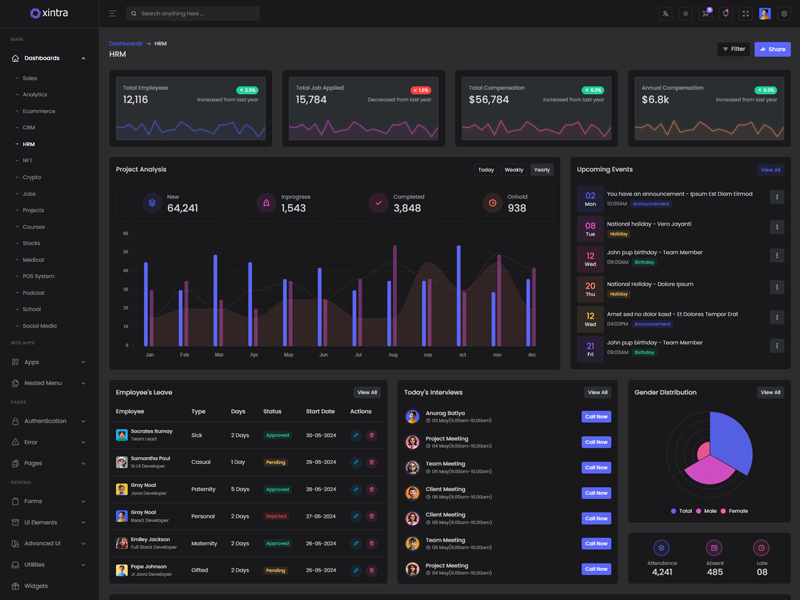 xintra
Search anything here ...
5
MAIN
Dashboards
Sales
Analytics
Ecommerce
CRM
HRM
NFT
Crypto
Jobs
Projects
Courses
Stocks
Medical
POS System
Podcast
School
Social Media
WEB APPS
Apps
Nested Menu
PAGES
Authentication
Error
Pages
GENERAL
Forms
UI Elements
Advanced UI
Utilities
Widgets
Dashboards → HRM
HRM
Filter
Share
Total Employees
12,116
Increased from last year
Total Job Applied
15,784
Decreased from last year
Total Compensation
$56,784
Increased from last year
Annual Compensation
$6.8k
Increased from last year
Project Analysis
Today Weekly Yearly
New
64,241
Inprogress
1,543
Completed
3,848
Onhold
938
60
50
40
30
20
10
0
Jan Feb Mar Apr May Jun Jul Aug sep oct nov dec
Upcoming Events
View All
02 Mon
You have an announcement - Ipsum Est Diam Eirmod
10:00AM Announcement
08 Tue
National holiday - Vero Jayanti
Holiday
12 Wed
John pup birthday - Team Member
09:00AM Birthday
20 Thu
National Holiday - Dolore Ipsum
Holiday
12 Wed
Amet sed no dolor kasd - Et Dolores Tempor Erat
04:00PM Announcement
21 Fri
John pup birthday - Team Member
09:00AM Birthday
Employee's Leave
View All
Employee Type Days Status Start Date Actions
Socrates Itumay
Team Lead
Sick 2 Days Approved 30-05-2024
Samantha Paul
Sr.UI Developer
Casual 1 Day Pending 29-05-2024
Gray Noal
Java Developer
Paternity 5 Days Approved 28-05-2024
Gray Noal
React Developer
Personal 2 Days Rejected 27-05-2024
Emiley Jackson
Full Stack Developer
Maternity 2 Days Approved 26-05-2024
Pope Johnson
Jr.Java Developer
Gifted 2 Days Pending 25-05-2024
Today's Interviews
View All
Anurag Batiya
03 May(9:00am-10.00am)
Call Now
Project Meeting
04 May(9:00am-10.00am)
Call Now
Team Meeting
05 May(9:00am-10.00am)
Call Now
Client Meeting
06 May(9:00am-10.00am)
Call Now
Client Meeting
06 May(9:00am-10.00am)
Call Now
Team Meeting
05 May(9:00am-10.00am)
Call Now
Project Meeting
04 May(9:00am-10.00am)
Call Now
Gender Distribution
View All
Total Male Female
Attendance
4,241
Absent
485
Late
08